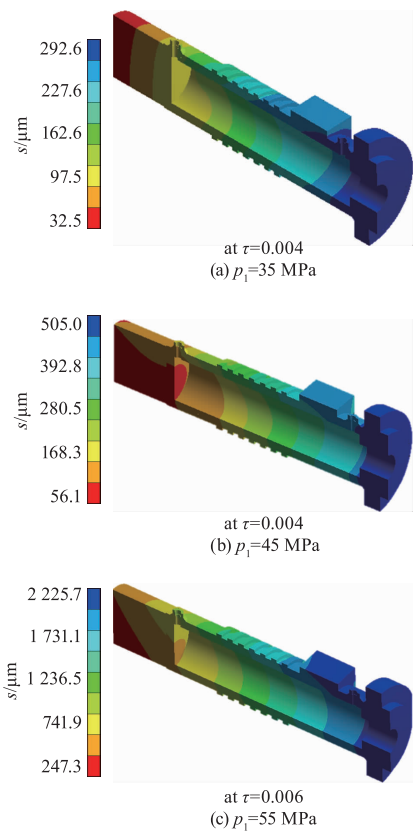 292.6
227.6
162.6
97.5
32.5
s/μm
at τ=0.004
(a) p₁=35 MPa
505.0
392.8
280.5
168.3
56.1
s/μm
at τ=0.004
(b) p₁=45 MPa
2 225.7
1 731.1
1 236.5
741.9
247.3
s/μm
at τ=0.006
(c) p₁=55 MPa